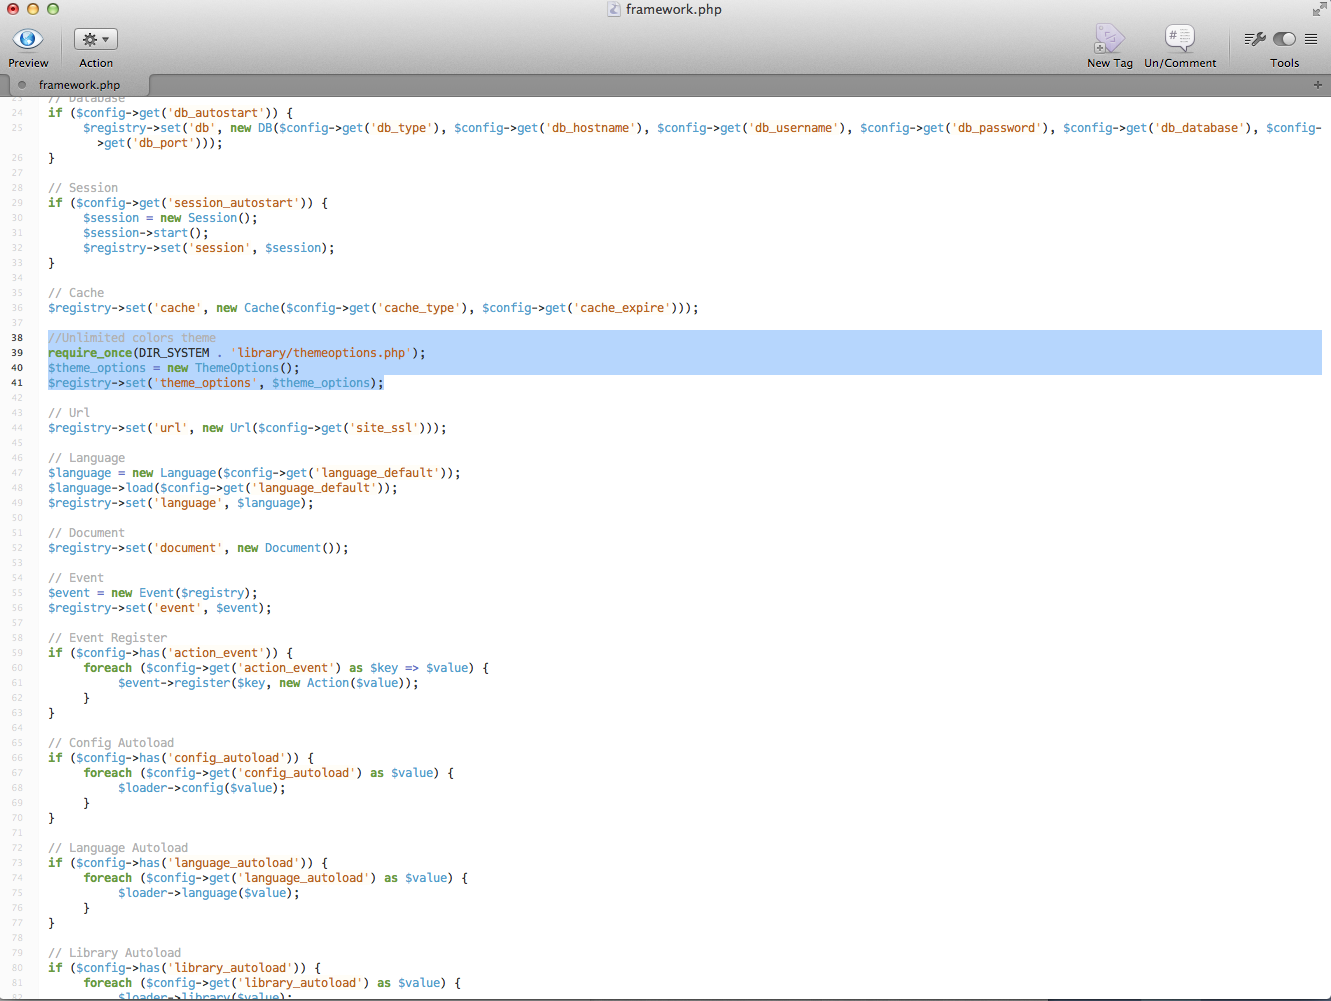 framework.php
Preview
Action
New Tag
Un/Comment
Tools
framework.php
23 // Database
24 if ($config->get('db_autostart')) {
25 $registry->set('db', new DB($config->get('db_type'), $config->get('db_hostname'), $config->get('db_username'), $config->get('db_password'), $config->get('db_database'), $config-
>get('db_port')));
26 }
27
28 // Session
29 if ($config->get('session_autostart')) {
30 $session = new Session();
31 $session->start();
32 $registry->set('session', $session);
33 }
34
35 // Cache
36 $registry->set('cache', new Cache($config->get('cache_type'), $config->get('cache_expire')));
37
38 //Unlimited colors theme
39 require_once(DIR_SYSTEM . 'library/themeoptions.php');
40 $theme_options = new ThemeOptions();
41 $registry->set('theme_options', $theme_options);
42
43 // Url
44 $registry->set('url', new Url($config->get('site_ssl')));
45
46 // Language
47 $language = new Language($config->get('language_default'));
48 $language->load($config->get('language_default'));
49 $registry->set('language', $language);
50
51 // Document
52 $registry->set('document', new Document());
53
54 // Event
55 $event = new Event($registry);
56 $registry->set('event', $event);
57
58 // Event Register
59 if ($config->has('action_event')) {
60 foreach ($config->get('action_event') as $key => $value) {
61 $event->register($key, new Action($value));
62 }
63 }
64
65 // Config Autoload
66 if ($config->has('config_autoload')) {
67 foreach ($config->get('config_autoload') as $value) {
68 $loader->config($value);
69 }
70 }
71
72 // Language Autoload
73 if ($config->has('language_autoload')) {
74 foreach ($config->get('language_autoload') as $value) {
75 $loader->language($value);
76 }
77 }
78
79 // Library Autoload
80 if ($config->has('library_autoload')) {
81 foreach ($config->get('library_autoload') as $value) {
82 $loader->library($value);